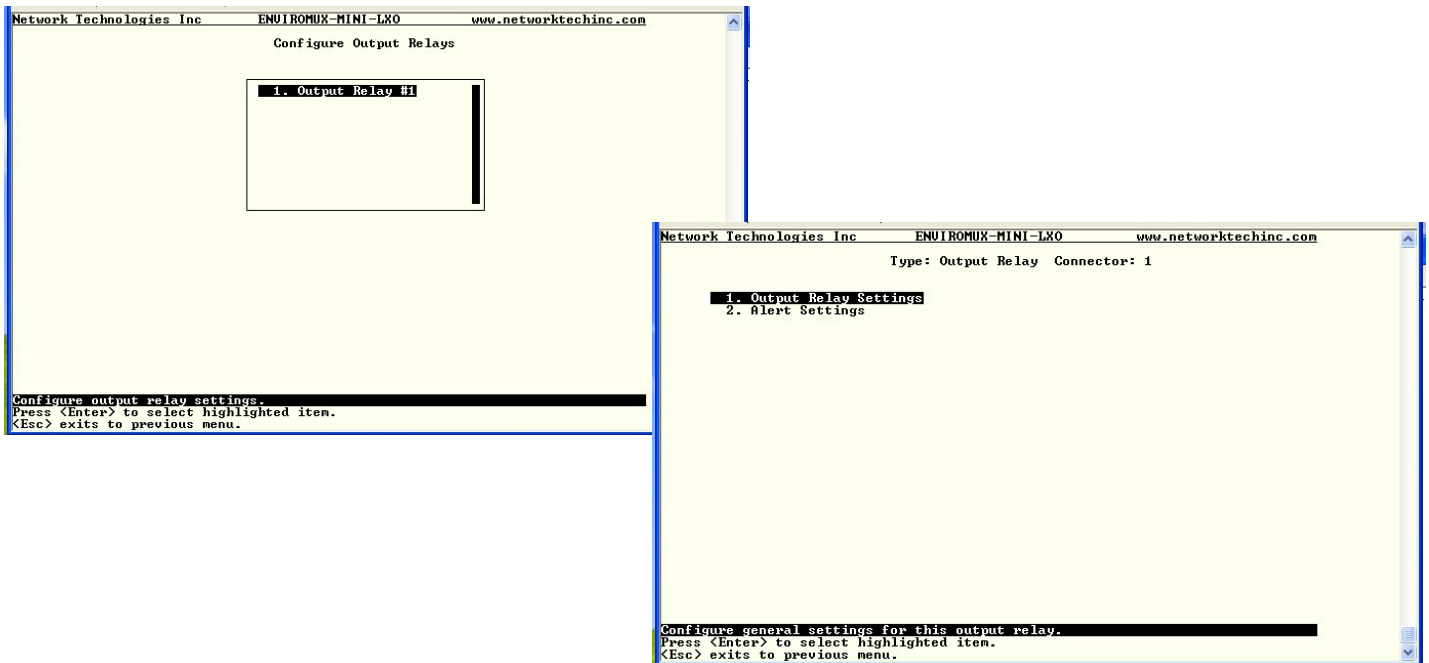 Network Technologies Inc ENVIROMUX-MINI-LXO www.networktechinc.com
Configure Output Relays
1. Output Relay #1
Configure output relay settings.
Press <Enter> to select highlighted item.
<Esc> exits to previous menu.
Network Technologies Inc ENVIROMUX-MINI-LXO www.networktechinc.com
Type: Output Relay Connector: 1
1. Output Relay Settings
2. Alert Settings
Configure general settings for this output relay.
Press <Enter> to select highlighted item.
<Esc> exits to previous menu.